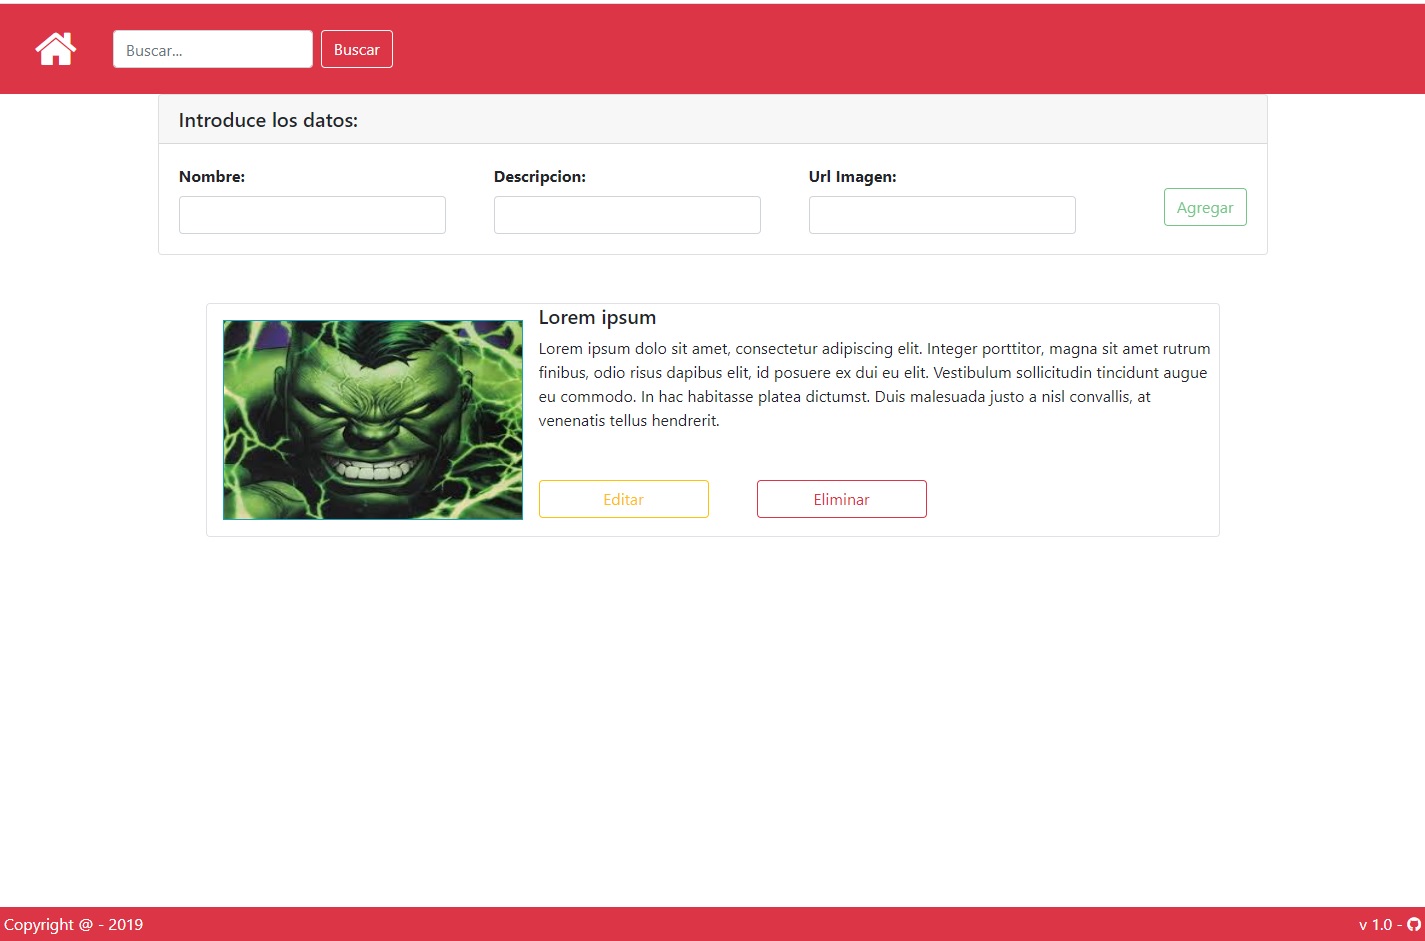 Buscar...
Buscar
Introduce los datos:
Nombre:
Descripcion:
Url Imagen:
Agregar
Lorem ipsum
Lorem ipsum dolo sit amet, consectetur adipiscing elit. Integer porttitor, magna sit amet rutrum
finibus, odio risus dapibus elit, id posuere ex dui eu elit. Vestibulum sollicitudin tincidunt augue
eu commodo. In hac habitasse platea dictumst. Duis malesuada justo a nisl convallis, at
venenatis tellus hendrerit.
Editar
Eliminar
Copyright @ - 2019
v 1.0 -